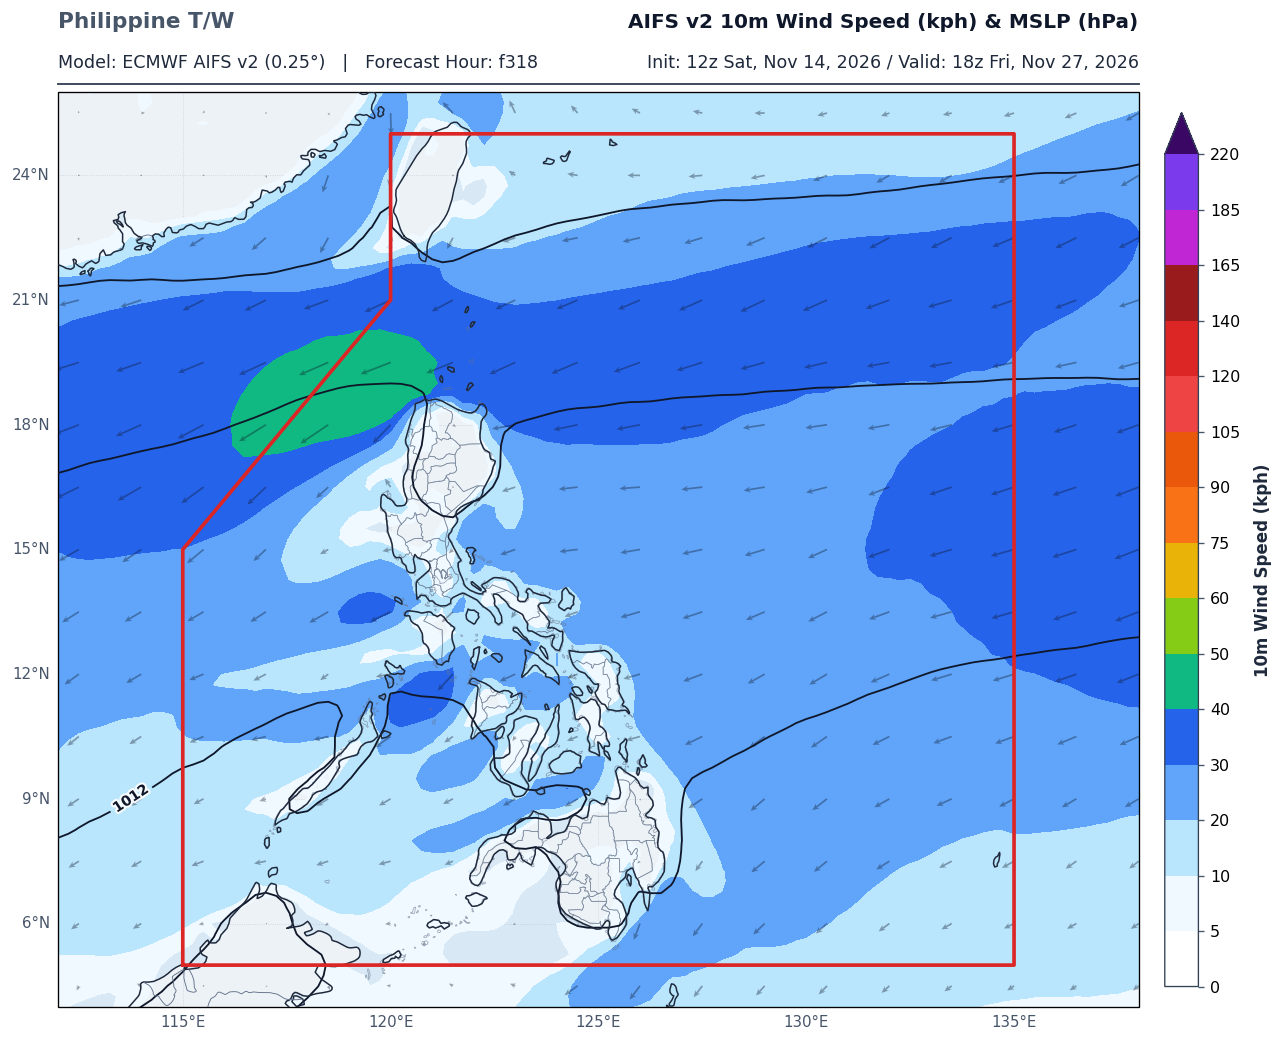 Philippine T/W
AIFS v2 10m Wind Speed (kph) & MSLP (hPa)
Model: ECMWF AIFS v2 (0.25°) | Forecast Hour: f318
Init: 12z Sat, Nov 14, 2026 / Valid: 18z Fri, Nov 27, 2026
24°N
21°N
18°N
15°N
12°N
9°N
6°N
1012
115°E
120°E
125°E
130°E
135°E
220
185
165
140
120
105
90
75
60
50
40
30
20
10
5
0
10m Wind Speed (kph)